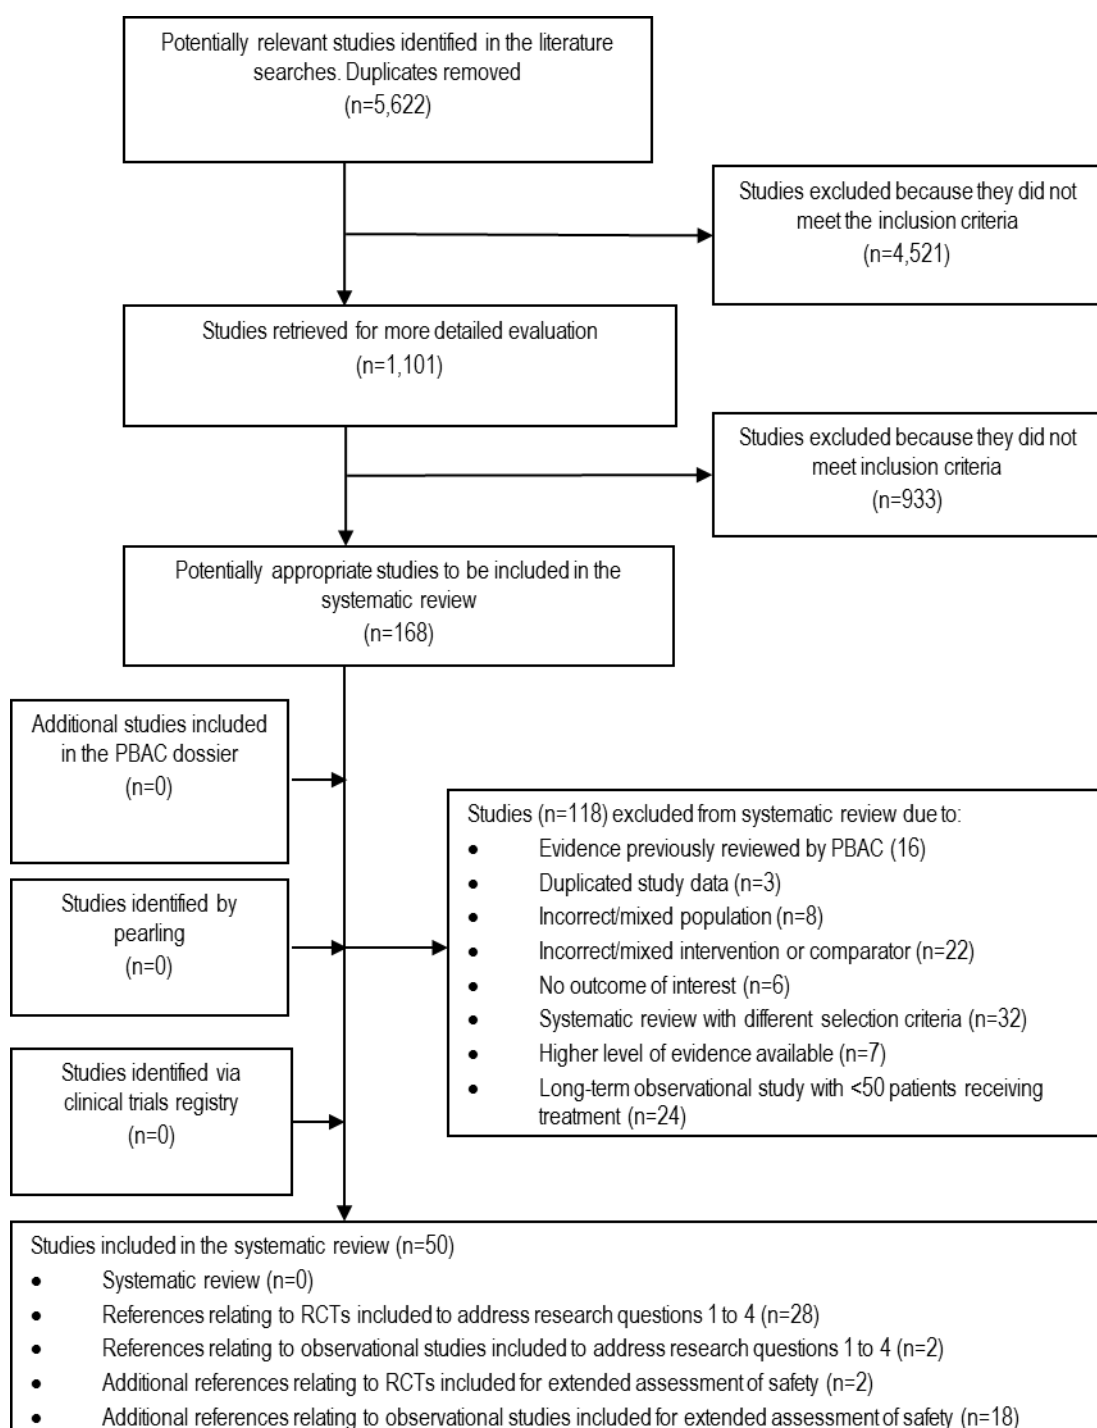 Potentially relevant studies identified in the literature
searches. Duplicates removed
(n=5,622)
Studies excluded because they did not
meet the inclusion criteria
(n=4,521)
Studies retrieved for more detailed evaluation
(n=1,101)
Studies excluded because they did not
meet inclusion criteria
(n=933)
Potentially appropriate studies to be included in the
systematic review
(n=168)
Additional studies included
in the PBAC dossier
(n=0)
Studies identified by
pearling
(n=0)
Studies identified via
clinical trials registry
(n=0)
Studies (n=118) excluded from systematic review due to:
• Evidence previously reviewed by PBAC (16)
• Duplicated study data (n=3)
• Incorrect/mixed population (n=8)
• Incorrect/mixed intervention or comparator (n=22)
• No outcome of interest (n=6)
• Systematic review with different selection criteria (n=32)
• Higher level of evidence available (n=7)
• Long-term observational study with <50 patients receiving
treatment (n=24)
Studies included in the systematic review (n=50)
• Systematic review (n=0)
• References relating to RCTs included to address research questions 1 to 4 (n=28)
• References relating to observational studies included to address research questions 1 to 4 (n=2)
• Additional references relating to RCTs included for extended assessment of safety (n=2)
• Additional references relating to observational studies included for extended assessment of safety (n=18)